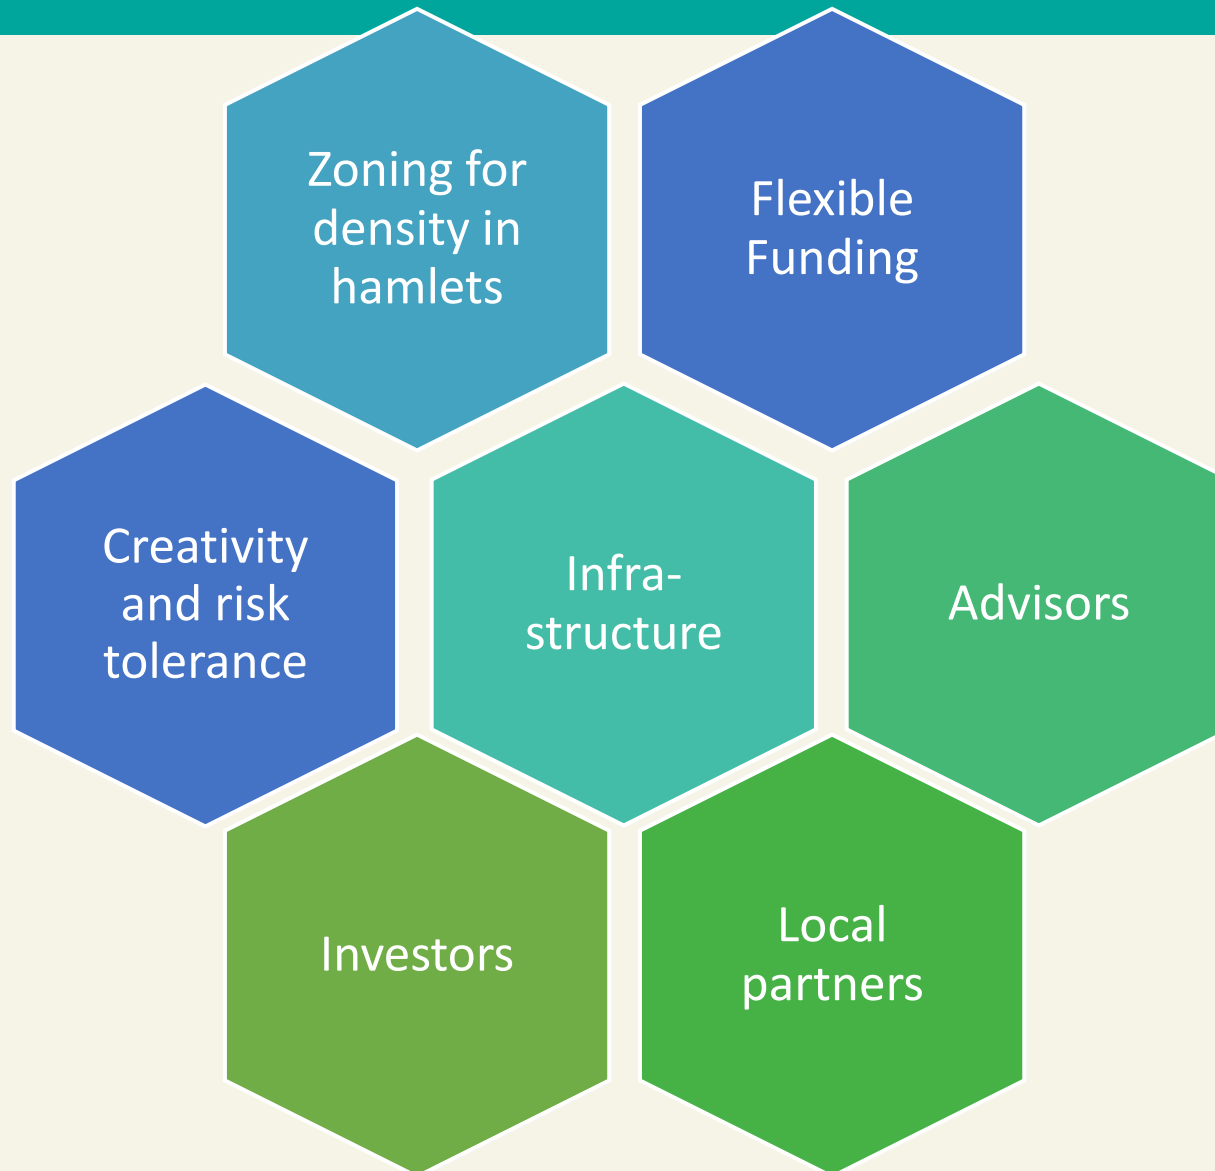 Zoning for
density in
hamlets
Flexible
Funding
Creativity
and risk
tolerance
Infra-
structure
Advisors
Investors
Local
partners